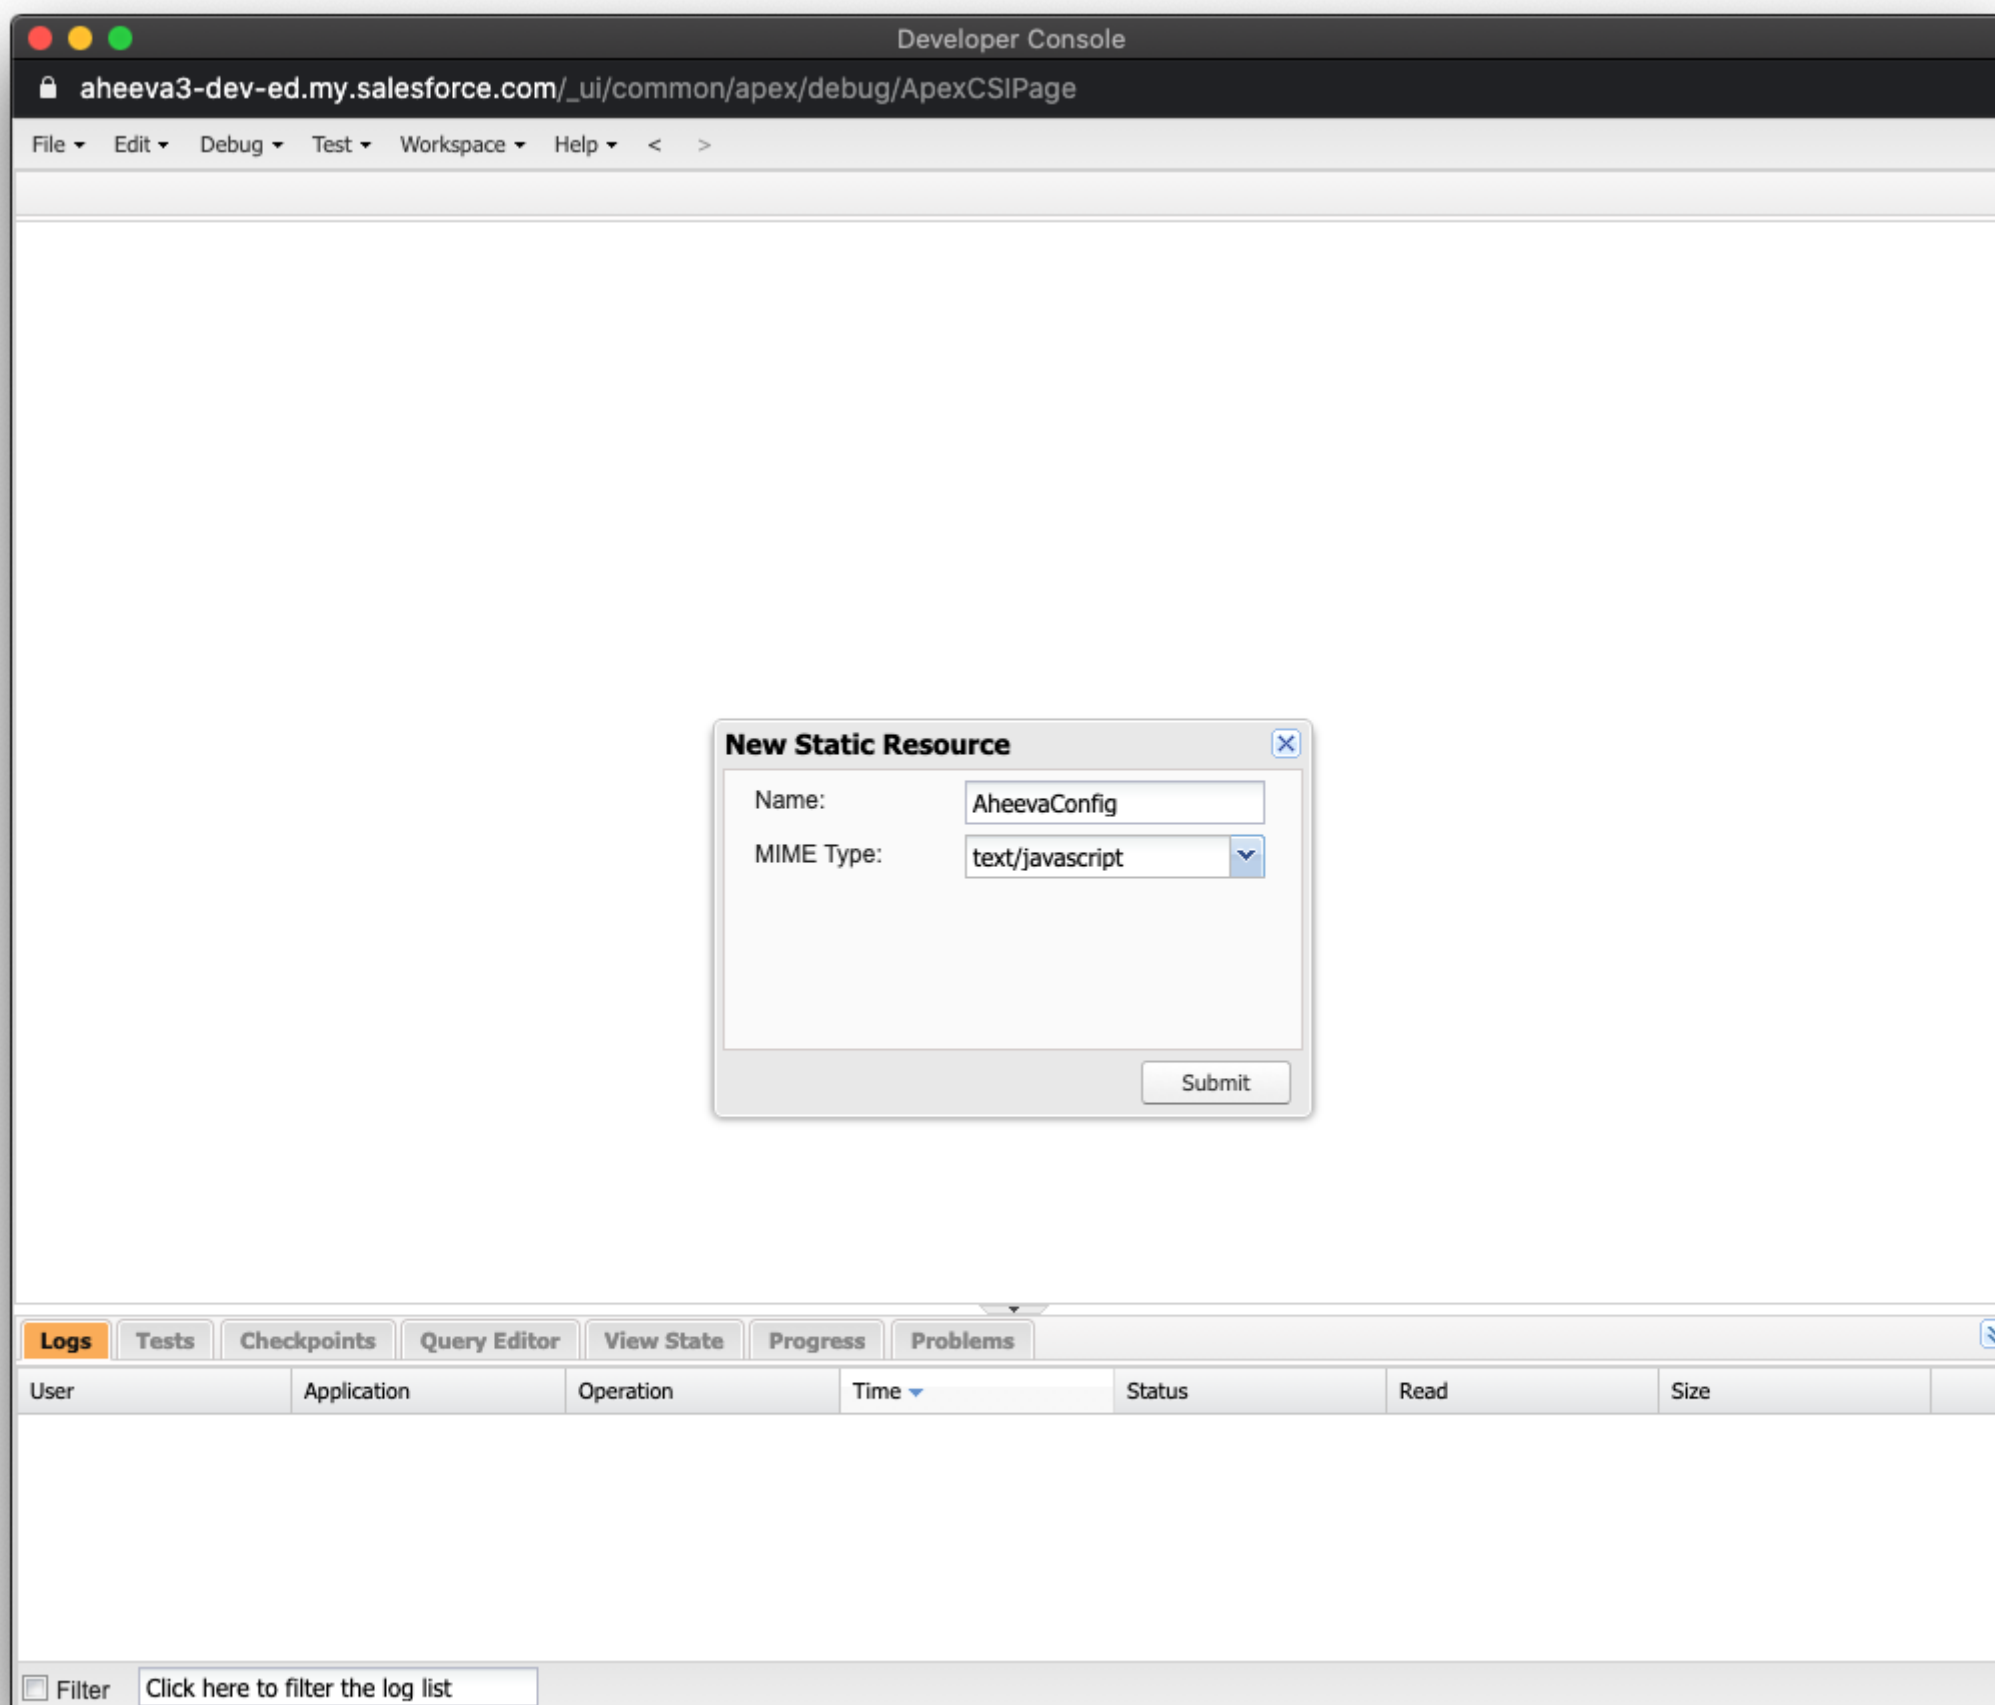 Developer Console
aheeva3-dev-ed.my.salesforce.com/_ui/common/apex/debug/ApexCSIPage
File Edit Debug Test Workspace Help < >
New Static Resource
Name: AheevaConfig
MIME Type: text/javascript
Submit
Logs Tests Checkpoints Query Editor View State Progress Problems
User Application Operation Time Status Read Size
Filter Click here to filter the log list